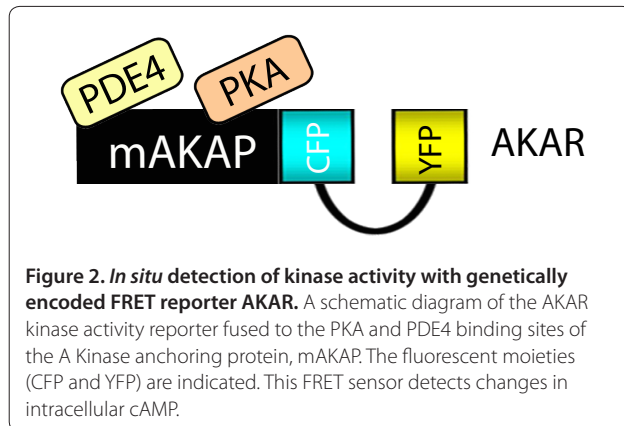 PDE4
PKA
mAKAP
CFP
YFP
AKAR
Figure 2. In situ detection of kinase activity with genetically
encoded FRET reporter AKAR. A schematic diagram of the AKAR
kinase activity reporter fused to the PKA and PDE4 binding sites of
the A Kinase anchoring protein, mAKAP. The fluorescent moieties
(CFP and YFP) are indicated. This FRET sensor detects changes in
intracellular cAMP.